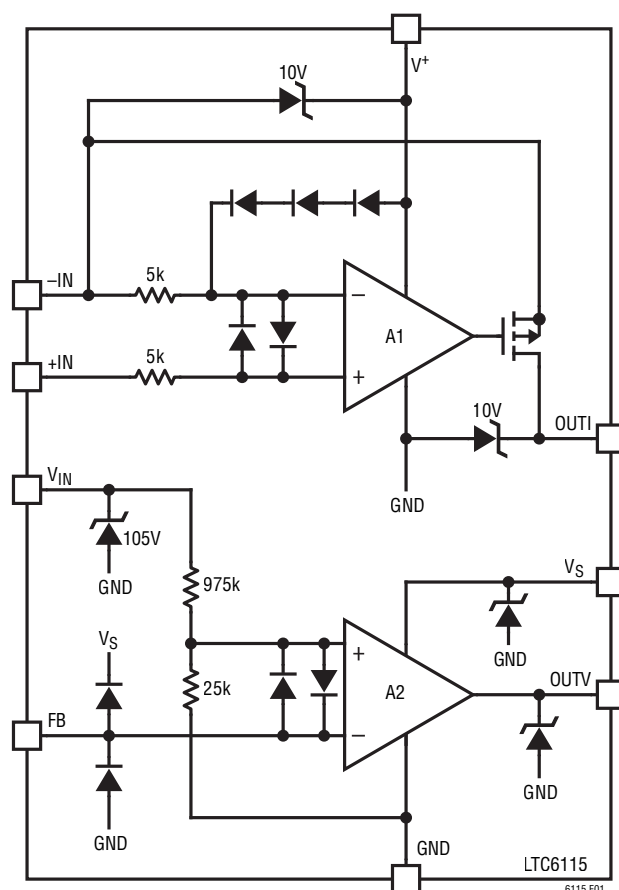 V+
10V
–IN
5k
A1
–
+
+IN
5k
10V
OUTI
GND
VIN
105V
GND
975k
VS
GND
VS
25k
+
A2
–
OUTV
FB
GND
GND
GND
LTC6115
6115 F01